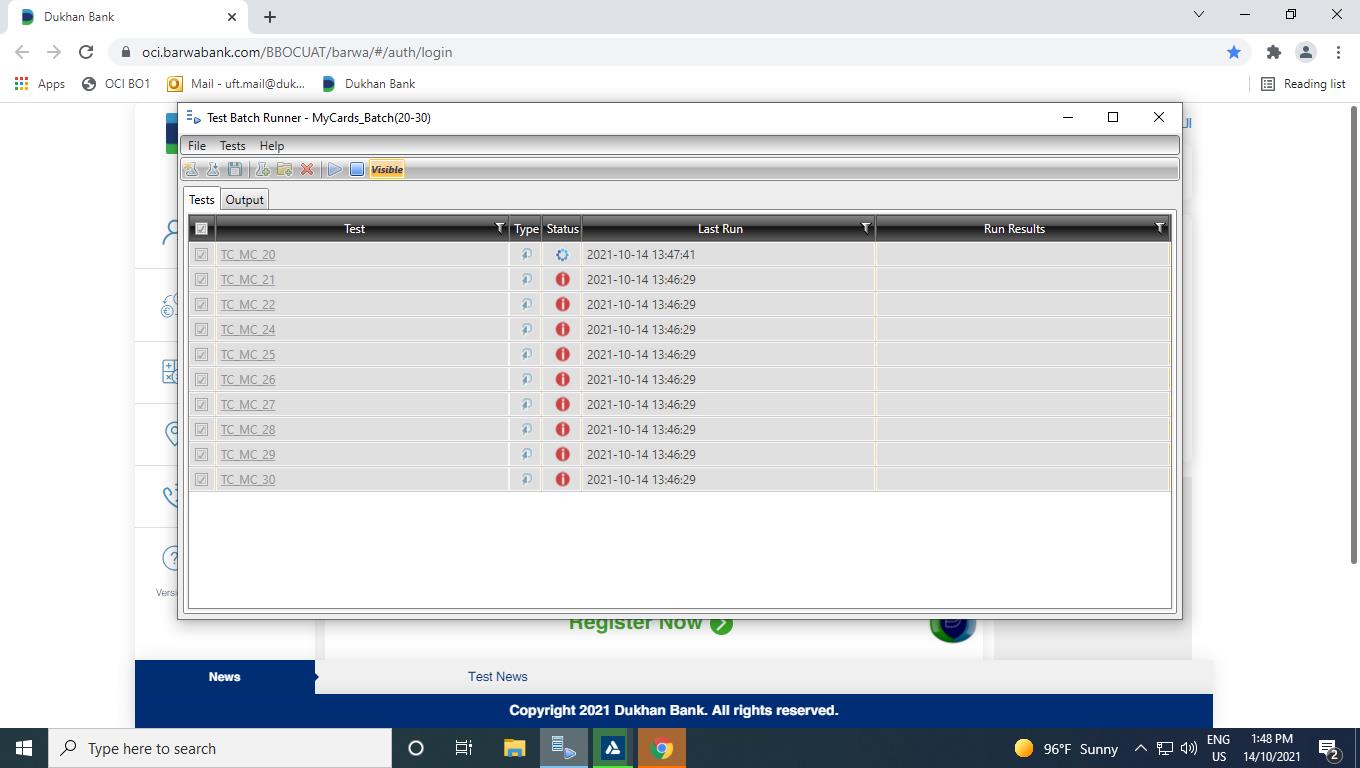 Dukhan Bank
oci.barwabank.com/BBOCUAT/barwa/#/auth/login
Apps OCI BO1 Mail - uft.mail@duk... Dukhan Bank Reading list
Test Batch Runner - MyCards_Batch(20-30)
File Tests Help
Visible
Tests Output
Test Type Status Last Run Run Results
TC_MC_20 2021-10-14 13:47:41
TC_MC_21 2021-10-14 13:46:29
TC_MC_22 2021-10-14 13:46:29
TC_MC_24 2021-10-14 13:46:29
TC_MC_25 2021-10-14 13:46:29
TC_MC_26 2021-10-14 13:46:29
TC_MC_27 2021-10-14 13:46:29
TC_MC_28 2021-10-14 13:46:29
TC_MC_29 2021-10-14 13:46:29
TC_MC_30 2021-10-14 13:46:29
Register Now
News Test News
Copyright 2021 Dukhan Bank. All rights reserved.
Type here to search
96°F Sunny
ENG
US
1:48 PM
14/10/2021
2